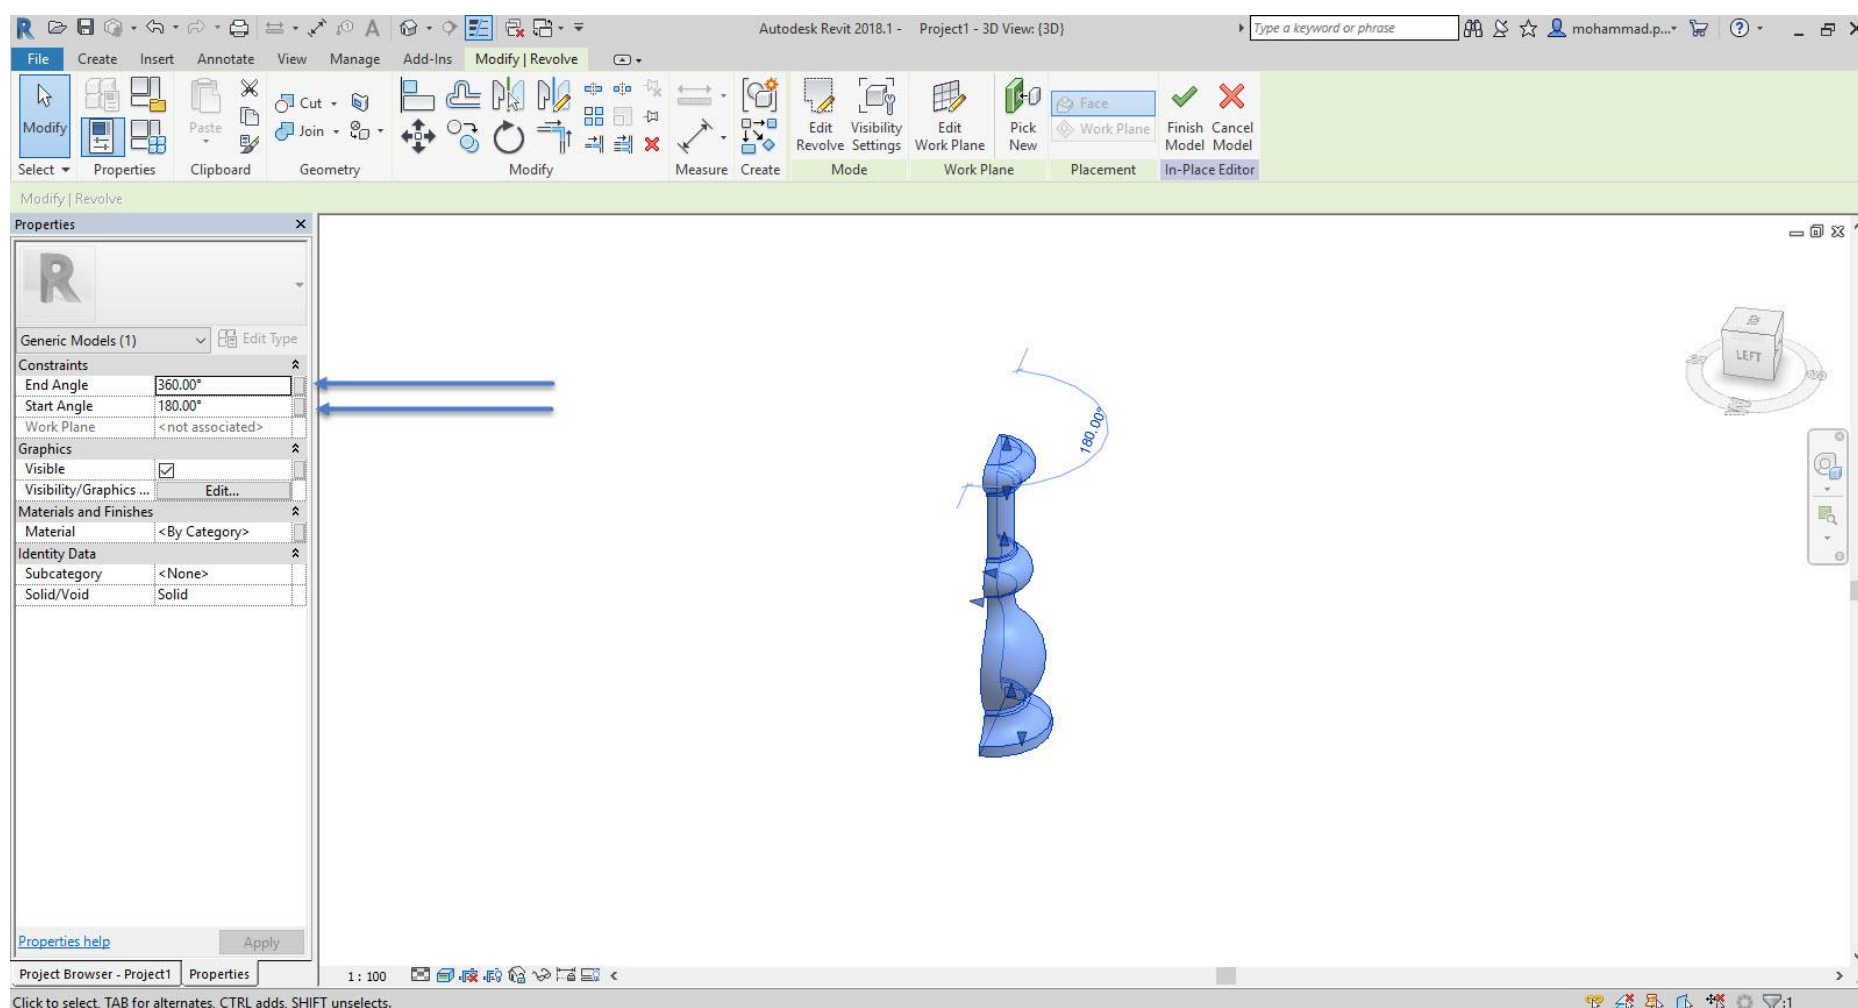 Autodesk Revit 2018.1 - Project1 - 3D View: {3D}
Type a keyword or phrase
mohammad.p...
File Create Insert Annotate View Manage Add-Ins Modify | Revolve
Modify
Paste
Cut
Join
Edit Revolve
Visibility Settings
Edit Work Plane
Pick New
Face
Work Plane
Finish Model
Cancel Model
Select Properties Clipboard Geometry Modify Measure Create Mode Work Plane Placement In-Place Editor
Modify | Revolve
Properties
Generic Models (1) Edit Type
Constraints
End Angle 360.00°
Start Angle 180.00°
Work Plane <not associated>
Graphics
Visible
Visibility/Graphics ... Edit...
Materials and Finishes
Material <By Category>
Identity Data
Subcategory <None>
Solid/Void Solid
180.00°
LEFT
Properties help Apply
Project Browser - Project1 Properties
1 : 100
Click to select, TAB for alternates, CTRL adds, SHIFT unselects.
:1